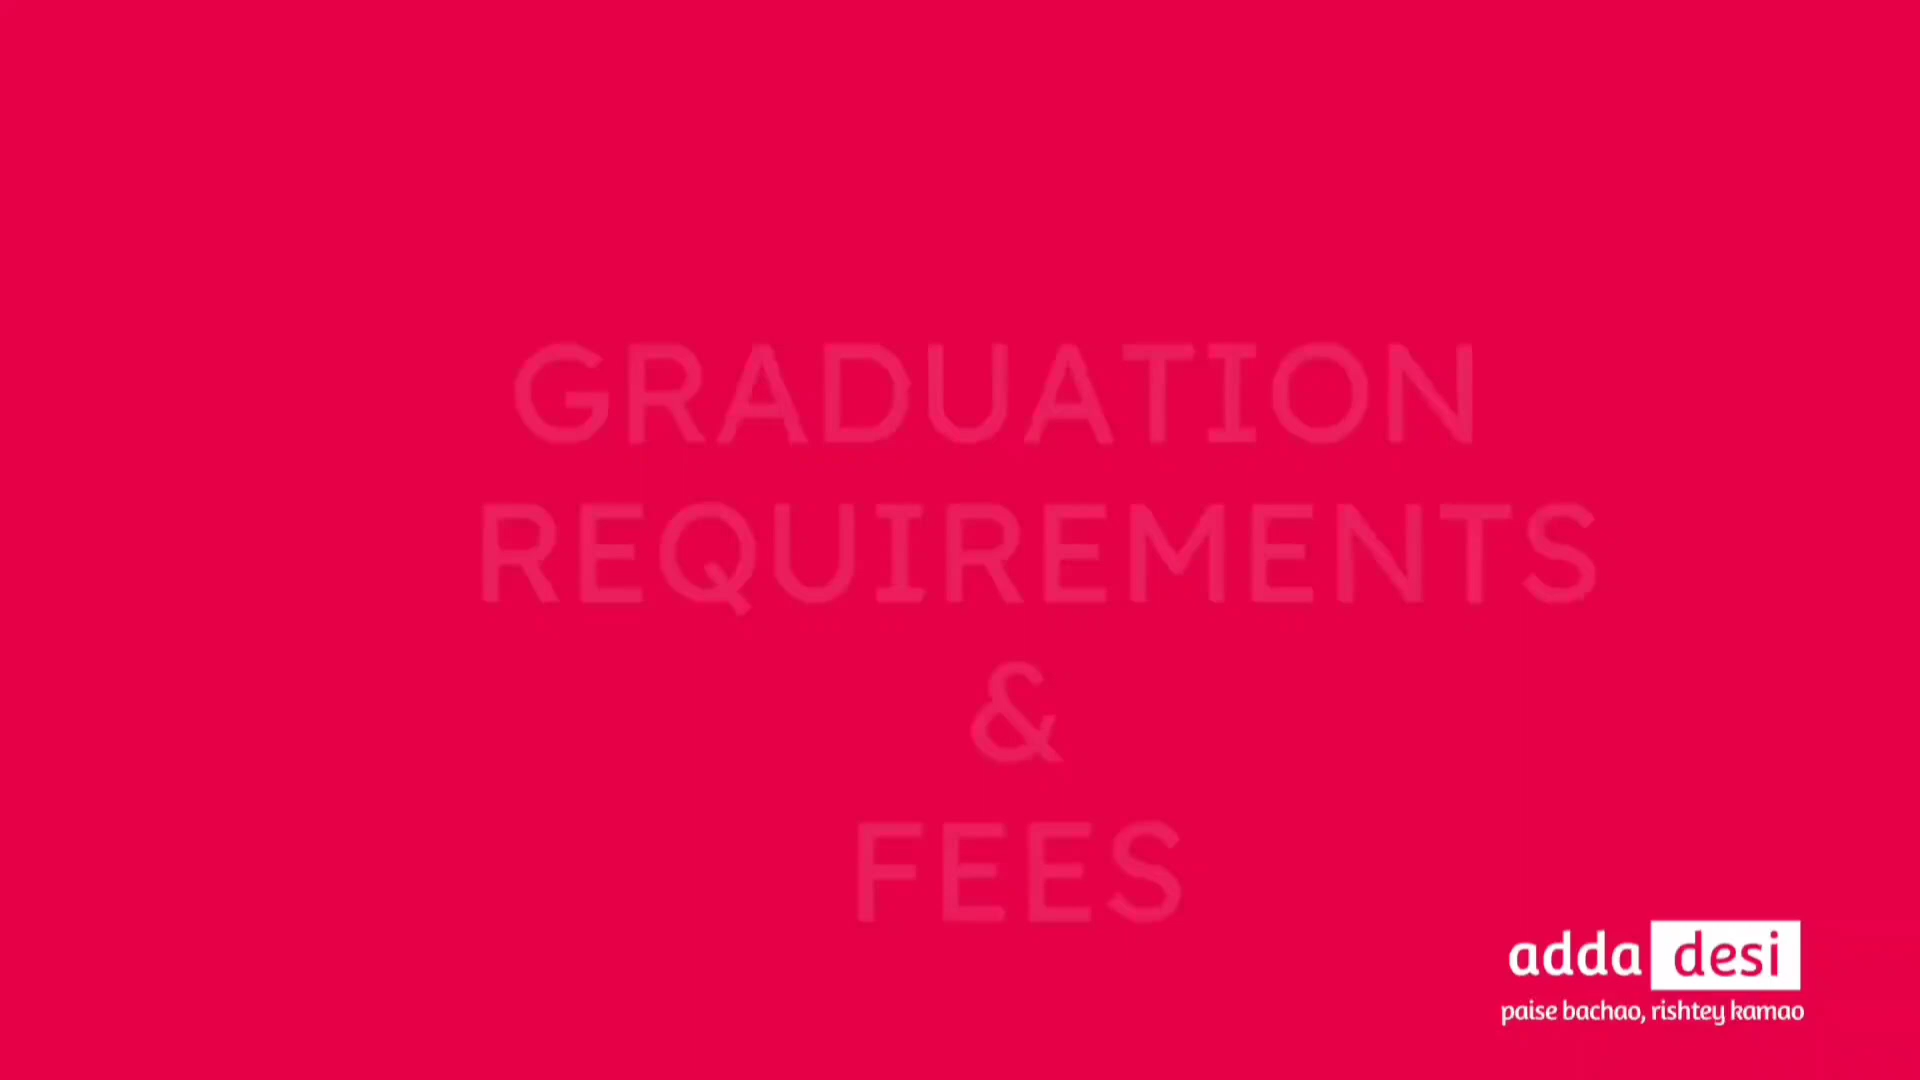 GRADUATION
REQUIREMENTS
&
FEES
adda desi
paise bachao, rishtey kamao